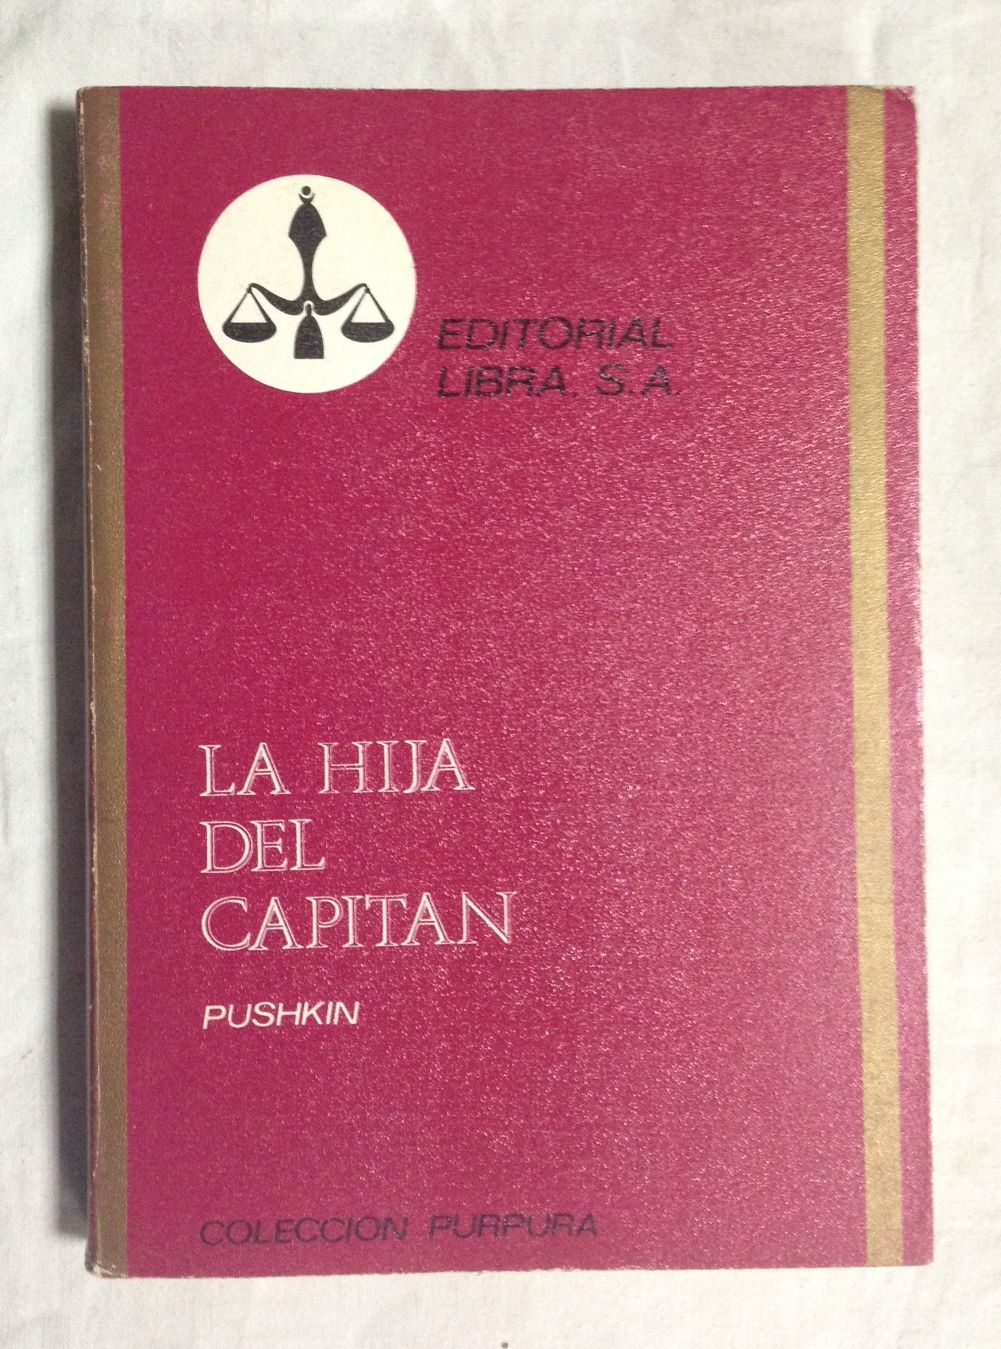 EDITORIAL
LIBRA, S.A.
LA HIJA
DEL
CAPITAN
PUSHKIN
COLECCION PURPURA